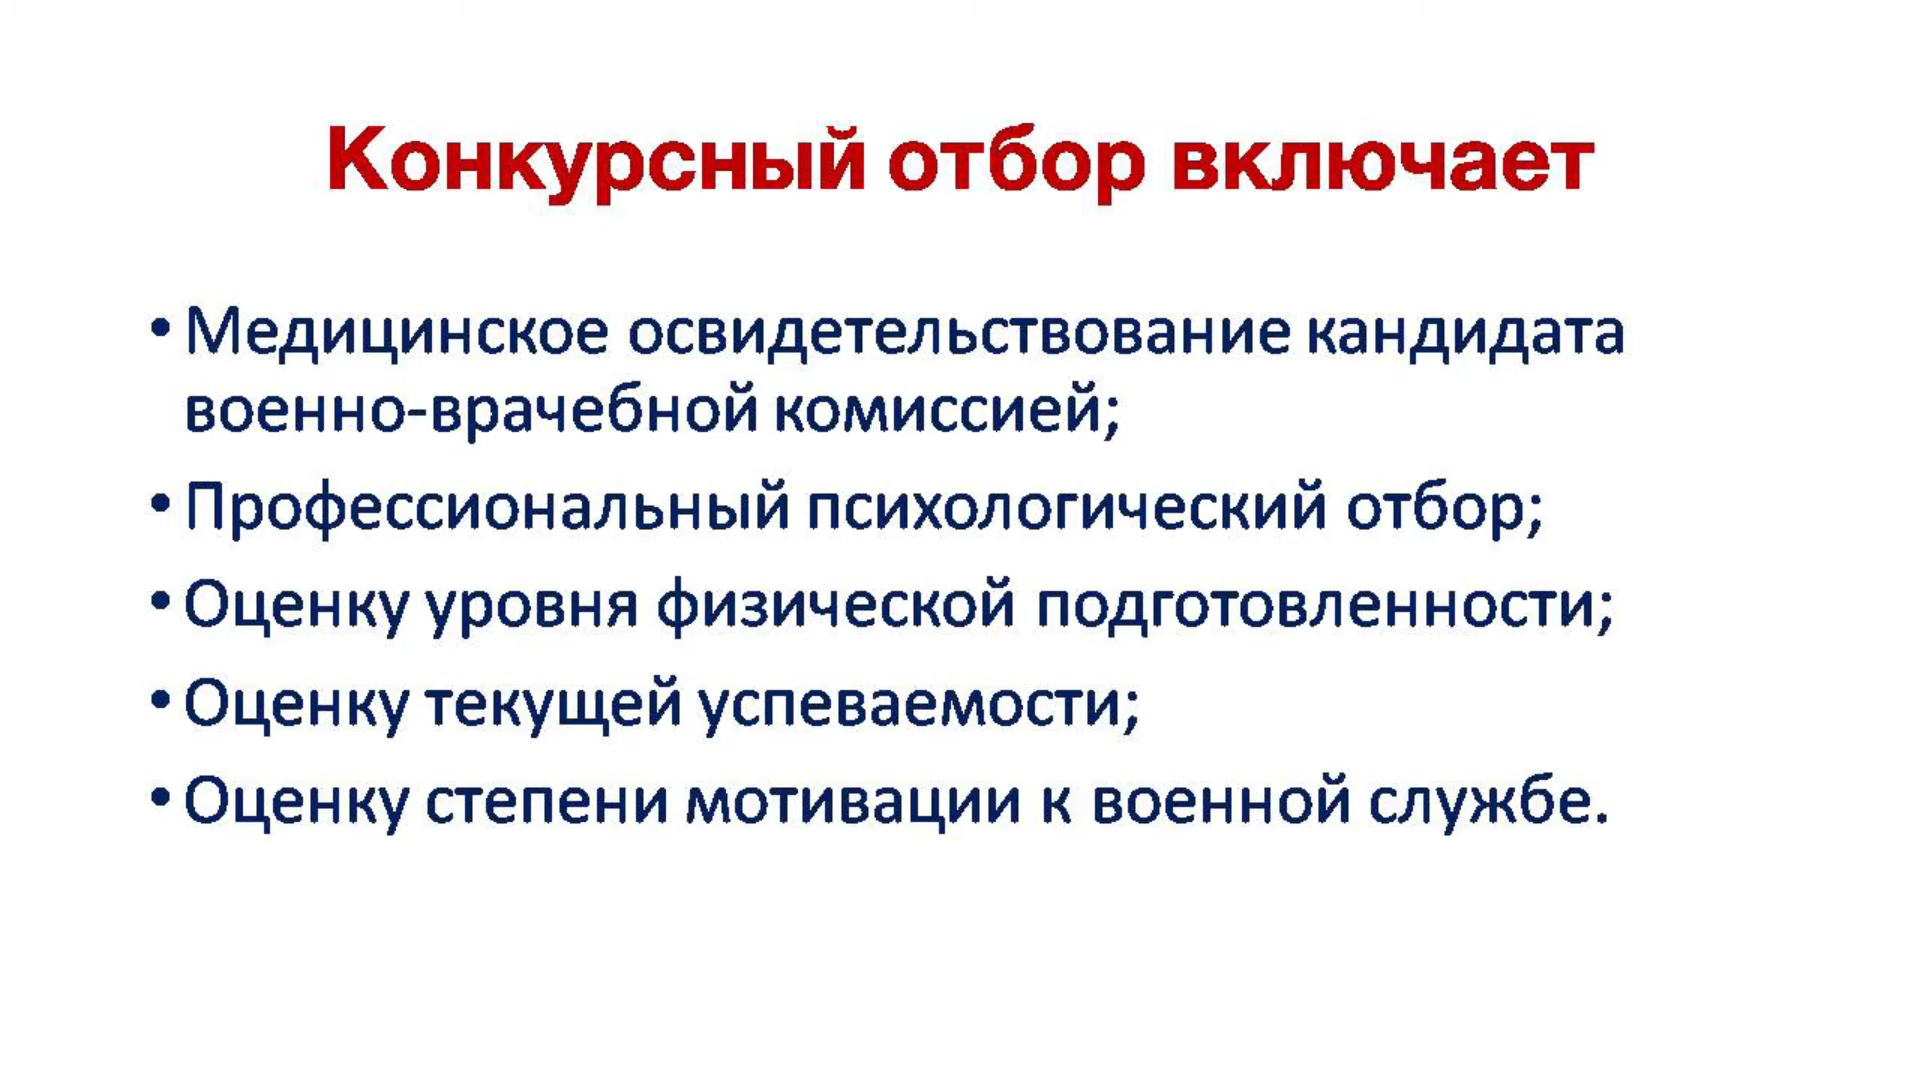 Конкурсный отбор включает
• Медицинское освидетельствование кандидата
военно-врачебной комиссией;
• Профессиональный психологический отбор;
• Оценку уровня физической подготовленности;
• Оценку текущей успеваемости;
• Оценку степени мотивации к военной службе.